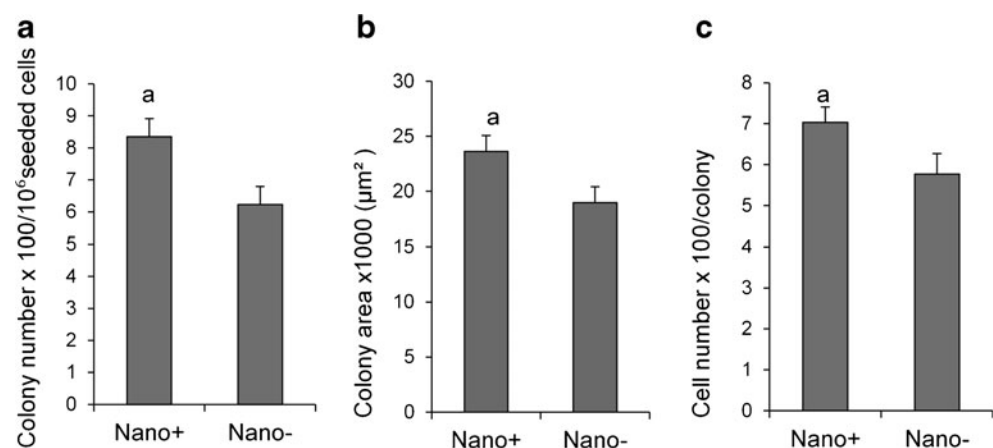 a
Colony number x 100/10⁶seeded cells
10
9
8
7
6
5
4
3
2
1
0
a
Nano+ Nano-
b
Colony area x1000 (µm²)
30
25
20
15
10
5
0
a
Nano+ Nano-
c
Cell number x 100/colony
8
7
6
5
4
3
2
1
0
a
Nano+ Nano-